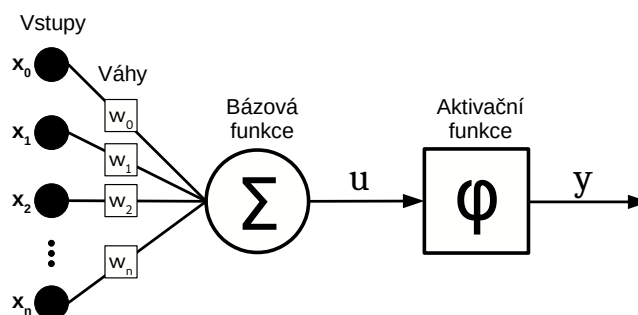 Vstupy
x0
Váhy
w0
Bázová
funkce
Aktivační
funkce
x1
w1
x2
w2
Σ
u
φ
y
wn
xn